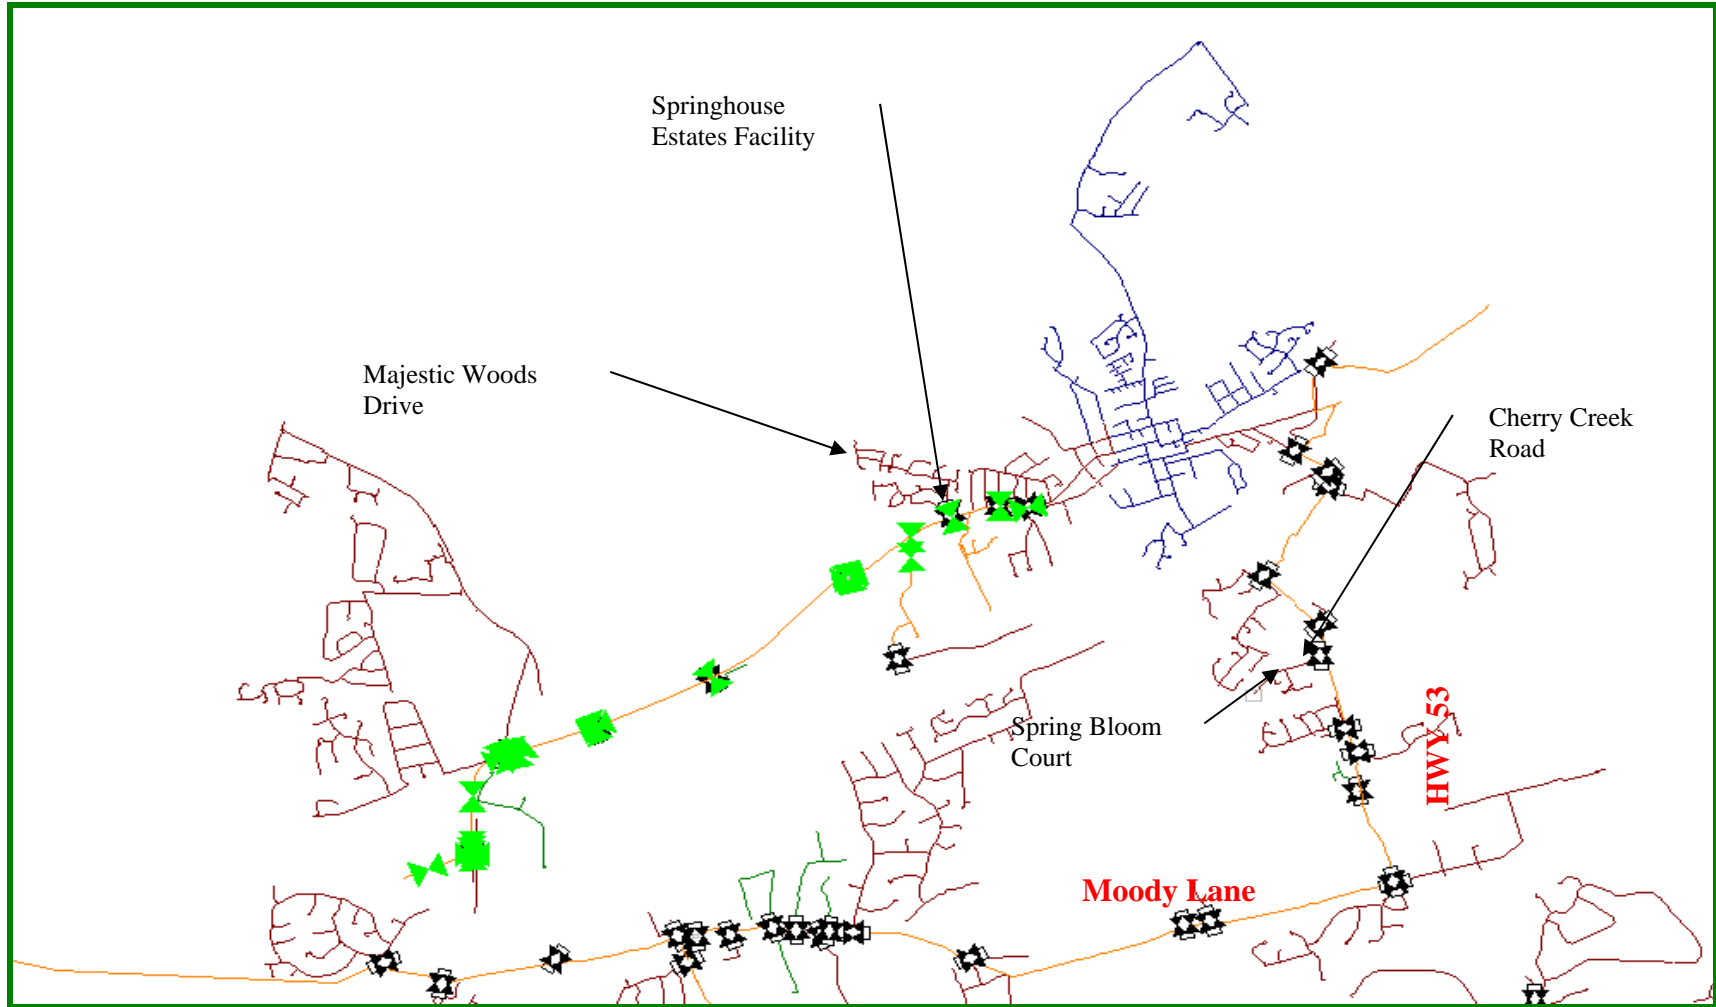 Springhouse
Estates Facility
Majestic Woods
Drive
Cherry Creek
Road
Spring Bloom
Court
HWY 53
Moody Lane